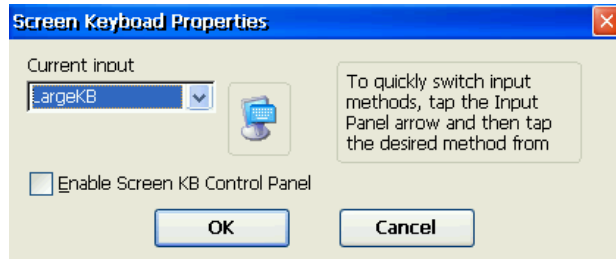 Screen Keyboad Properties
Current input
LargeKB
To quickly switch input
methods, tap the Input
Panel arrow and then tap
the desired method from
Enable Screen KB Control Panel
OK
Cancel